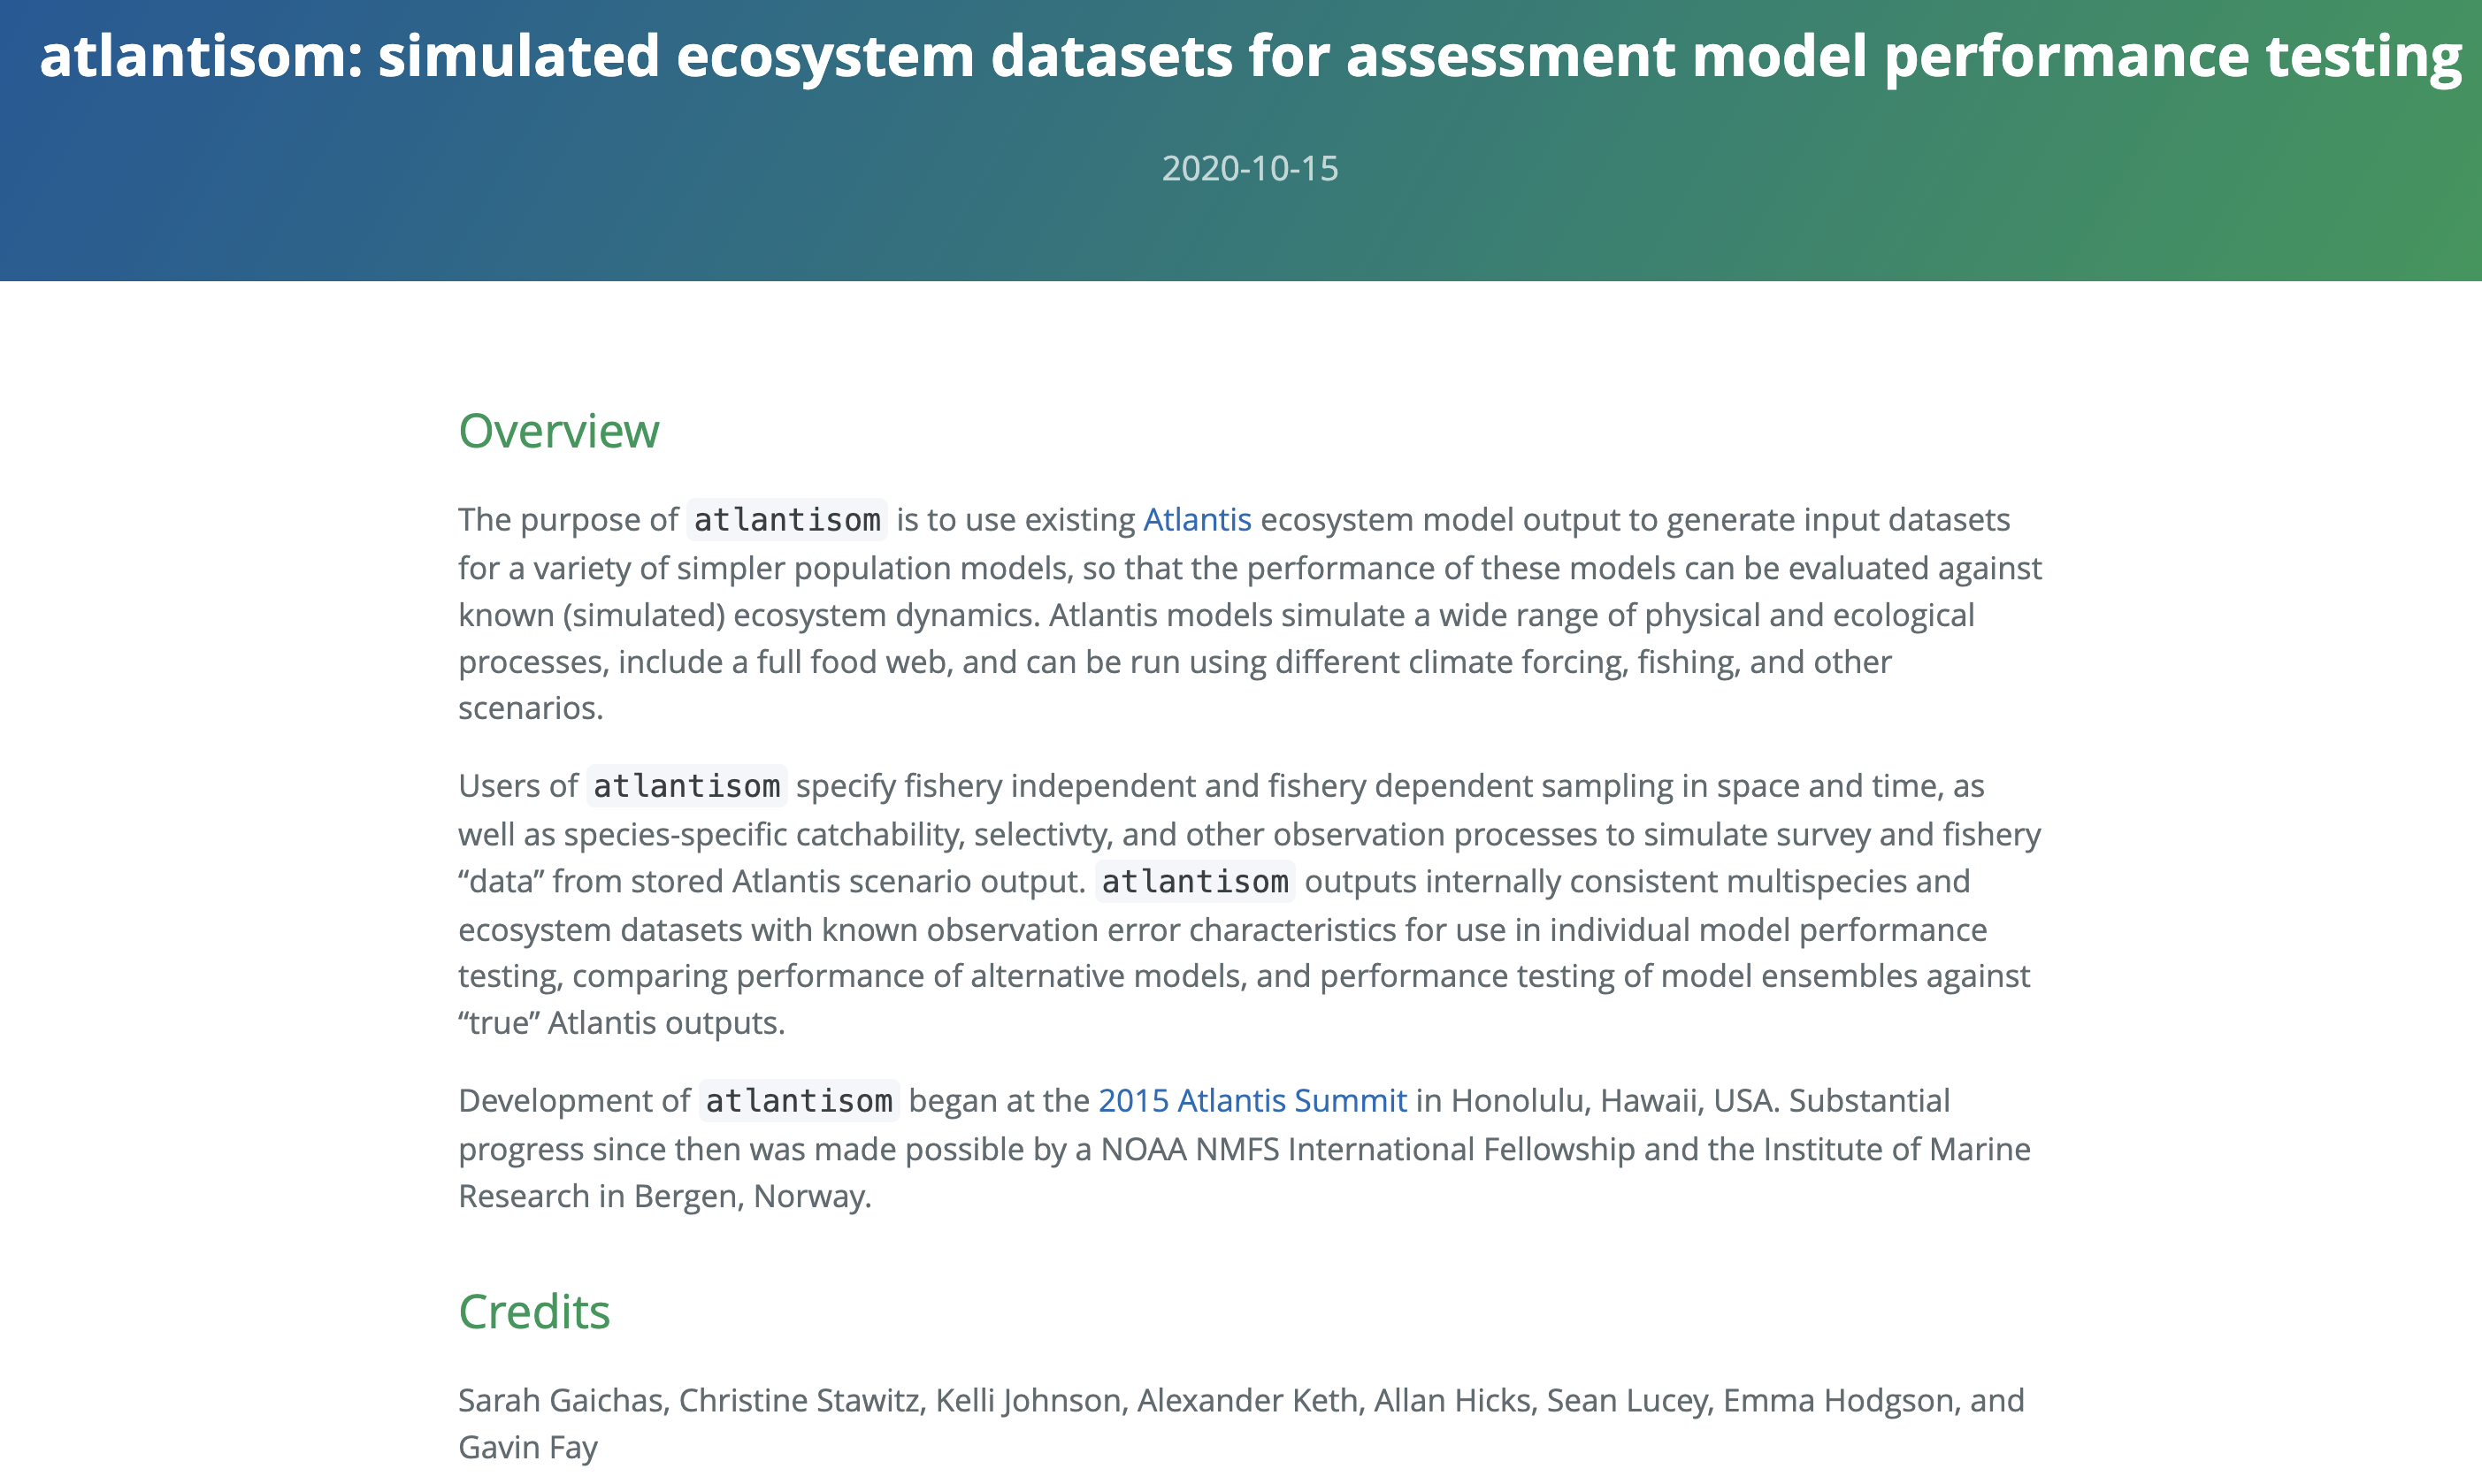 atlantisom: simulated ecosystem datasets for assessment model performance testing
2020-10-15
Overview
The purpose of atlantisom is to use existing Atlantis ecosystem model output to generate input datasets
for a variety of simpler population models, so that the performance of these models can be evaluated against
known (simulated) ecosystem dynamics. Atlantis models simulate a wide range of physical and ecological
processes, include a full food web, and can be run using different climate forcing, fishing, and other
scenarios.
Users of atlantisom specify fishery independent and fishery dependent sampling in space and time, as
well as species-specific catchability, selectivty, and other observation processes to simulate survey and fishery
“data” from stored Atlantis scenario output. atlantisom outputs internally consistent multispecies and
ecosystem datasets with known observation error characteristics for use in individual model performance
testing, comparing performance of alternative models, and performance testing of model ensembles against
“true” Atlantis outputs.
Development of atlantisom began at the 2015 Atlantis Summit in Honolulu, Hawaii, USA. Substantial
progress since then was made possible by a NOAA NMFS International Fellowship and the Institute of Marine
Research in Bergen, Norway.
Credits
Sarah Gaichas, Christine Stawitz, Kelli Johnson, Alexander Keth, Allan Hicks, Sean Lucey, Emma Hodgson, and
Gavin Fay